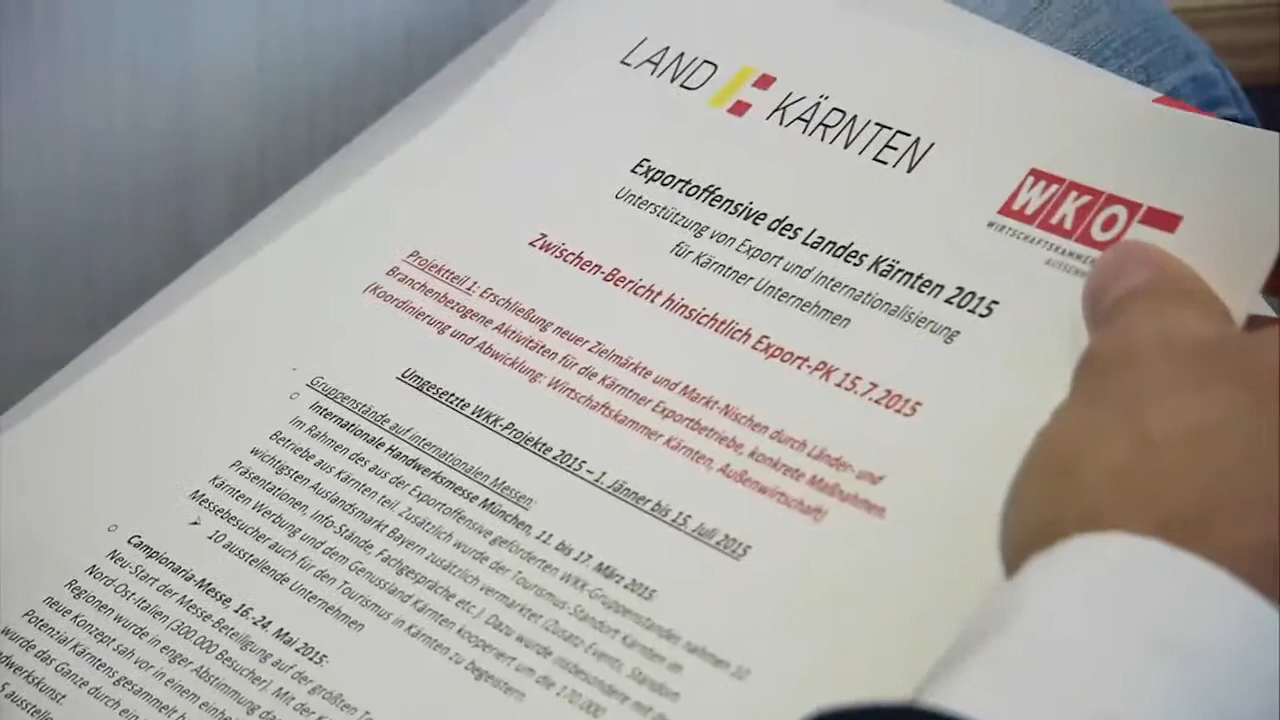 LAND KÄRNTEN
WKO
WIRTSCHAFTSKAMMER
Exportoffensive des Landes Kärnten 2015
Unterstützung von Export und Internationalisierung
für Kärntner Unternehmen
Zwischen-Bericht hinsichtlich Export-PK 15.7.2015
Projektteil 1: Erschließung neuer Zielmärkte und Markt-Nischen durch Länder- und
Branchenbezogene Aktivitäten für die Kärntner Exportbetriebe, konkrete Maßnahmen.
(Koordinierung und Abwicklung: Wirtschaftskammer Kärnten, Außenwirtschaft)
Umgesetzte WKK-Projekte 2015 – 1. Jänner bis 15. Juli 2015
- Gruppenstände auf internationalen Messen:
o Internationale Handwerksmesse München, 11. bis 17. März 2015
Im Rahmen des aus der Exportoffensive geförderten WKK-Gruppenstandes nahmen 10
Betriebe aus Kärnten teil. Zusätzlich wurde der Tourismus-Standort Kärnten im
wichtigsten Auslandsmarkt Bayern zusätzlich vermarktet (Zusatz-Events, Standort
Präsentationen, Info-Stände, Fachgespräche etc.). Dazu wurde insbesondere mit der
Kärnten Werbung und dem Genussland Kärnten kooperiert um die 170.000
Messebesucher auch für den Tourismus in Kärnten zu begeistern
➢ 10 ausstellende Unternehmen
o Campionaria-Messe, 16.-24. Mai 2015:
Neu-Start der Messe-Beteiligung auf der größten
Nord-Ost-Italien (300.000 Besucher). Mit der
Regionen wurde in enger Abstimmung
neue Konzept sah vor in einem
Potenzial Kärntens gesammelt
wurde das Ganze durch